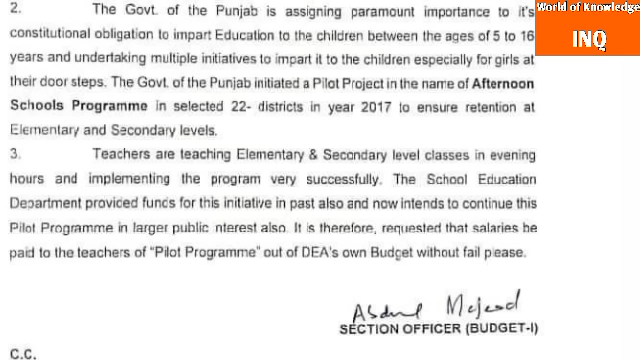 World of Knowledge
INQ
2. The Govt. of the Punjab is assigning paramount importance to it's
constitutional obligation to impart Education to the children between the ages of 5 to 16
years and undertaking multiple initiatives to impart it to the children especially for girls at
their door steps. The Govt. of the Punjab initiated a Pilot Project in the name of Afternoon
Schools Programme in selected 22- districts in year 2017 to ensure retention at
Elementary and Secondary levels.
3. Teachers are teaching Elementary & Secondary level classes in evening
hours and implementing the program very successfully. The School Education
Department provided funds for this initiative in past also and now intends to continue this
Pilot Programme in larger public interest also. It is therefore, requested that salaries be
paid to the teachers of "Pilot Programme" out of DEA's own Budget without fail please.
Abdul Majeed
SECTION OFFICER (BUDGET-I)
C.C.